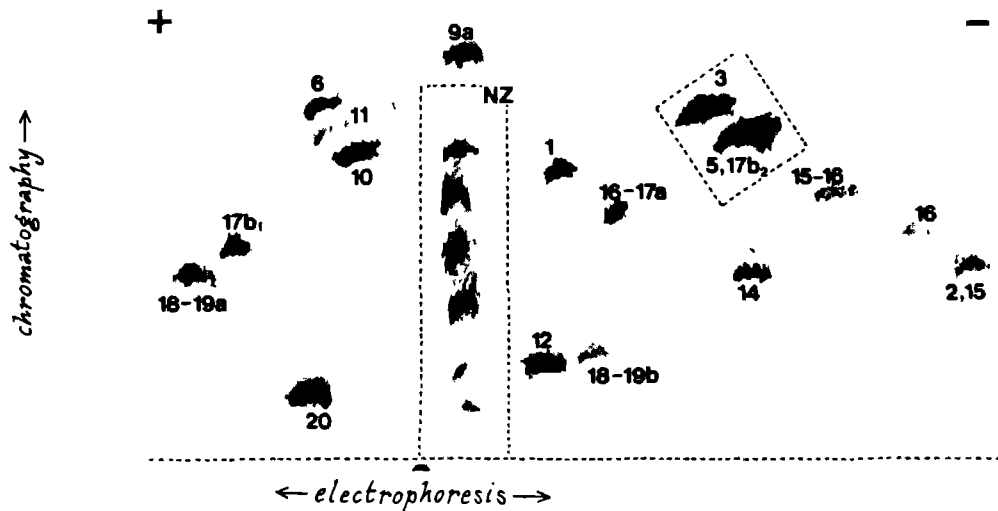 + −
9a
6 NZ 3
11
10 1 5,17b₂
16-17a 15-16
17b₁ 16
18-19a 14 2,15
12
18-19b
20
chromatography →
← electrophoresis →